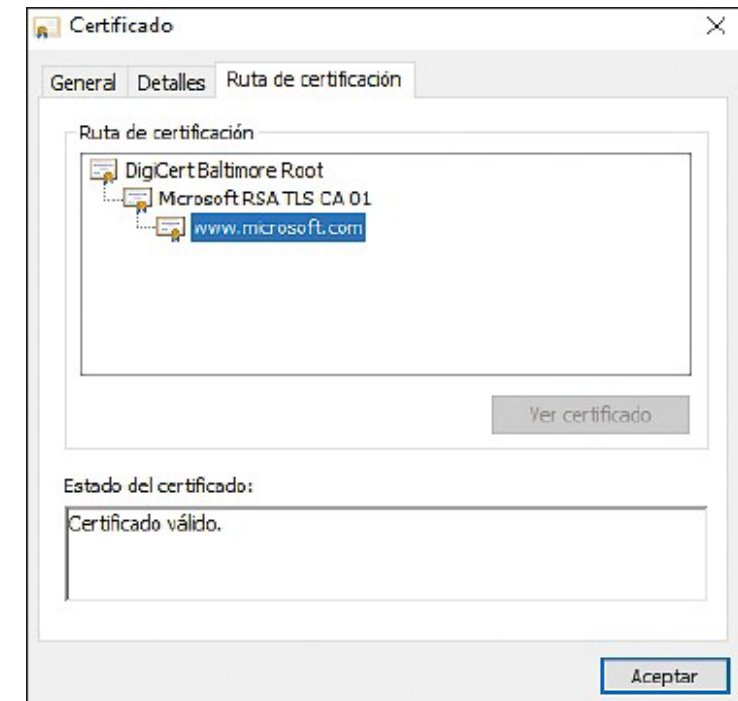 Certificado
General Detalles Ruta de certificación
Ruta de certificación
DigiCert Baltimore Root
Microsoft RSA TLS CA 01
www.microsoft.com
Ver certificado
Estado del certificado:
Certificado válido.
Aceptar